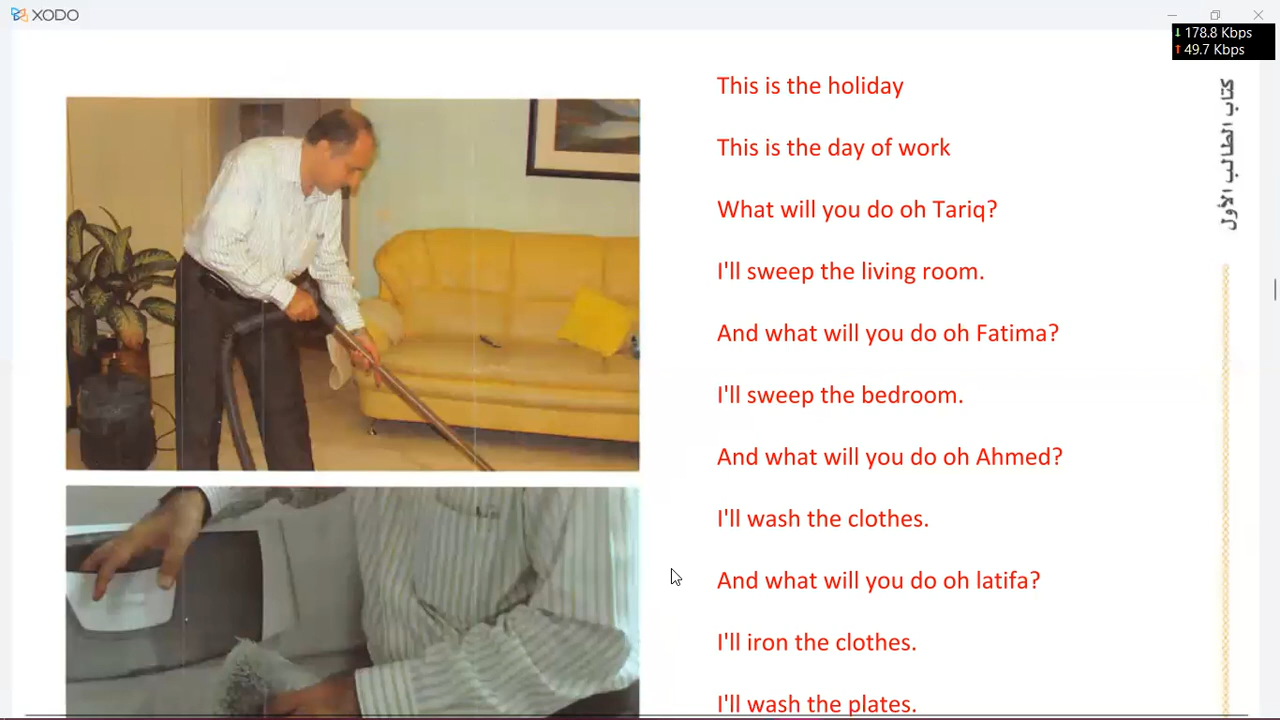 XODO
↓ 178.8 Kbps
↑ 49.7 Kbps
This is the holiday
This is the day of work
What will you do oh Tariq?
I'll sweep the living room.
And what will you do oh Fatima?
I'll sweep the bedroom.
And what will you do oh Ahmed?
I'll wash the clothes.
And what will you do oh latifa?
I'll iron the clothes.
I'll wash the plates.
كتاب الطالب الأول